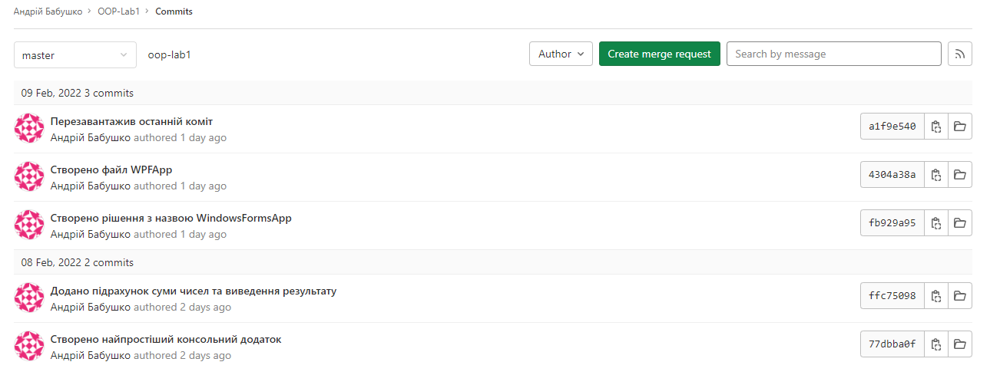 Андрій Бабушко › OOP-Lab1 › Commits
master oop-lab1 Author Create merge request Search by message
09 Feb, 2022 3 commits
Перезавантажив останній коміт a1f9e540
Андрій Бабушко authored 1 day ago
Створено файл WPFApp 4304a38a
Андрій Бабушко authored 1 day ago
Створено рішення з назвою WindowsFormsApp fb929a95
Андрій Бабушко authored 1 day ago
08 Feb, 2022 2 commits
Додано підрахунок суми чисел та виведення результату ffc75098
Андрій Бабушко authored 2 days ago
Створено найпростіший консольний додаток 77dbba0f
Андрій Бабушко authored 2 days ago